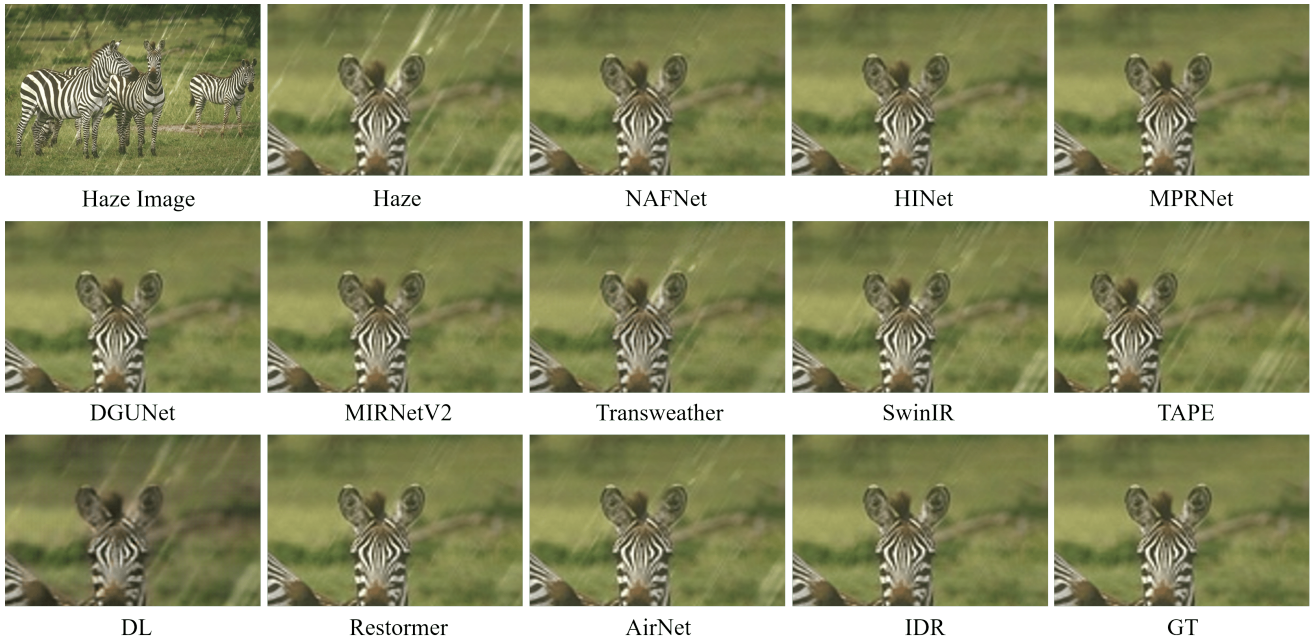 Haze Image Haze NAFNet HINet MPRNet
DGUNet MIRNetV2 Transweather SwinIR TAPE
DL Restormer AirNet IDR GT